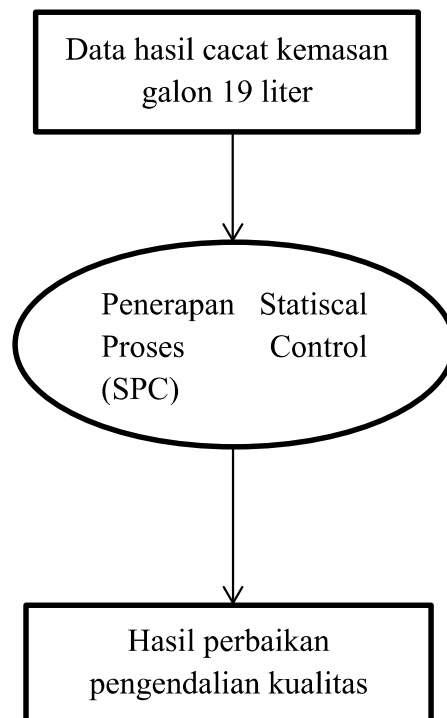 Data hasil cacat kemasan
galon 19 liter
Penerapan Statiscal
Proses Control
(SPC)
Hasil perbaikan
pengendalian kualitas